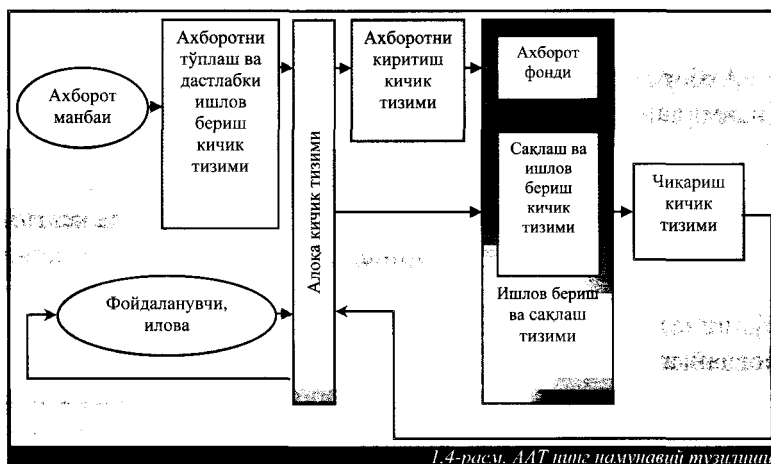 Ахборот
манбаи
Ахборотни
тўплаш ва
дастлабки
ишлов
бериш
кичик
тизими
Алоқа кичик тизими
Ахборотни
киритиш
кичик
тизими
Ахборот
фонди
Сақлаш ва
ишлов
бериш
кичик
тизими
Ишлов бериш
ва сақлаш
тизими
Чиқариш
кичик
тизими
Фойдаланувчи,
илова
1.4-расм. ААТ нинг намунавий тузилиши